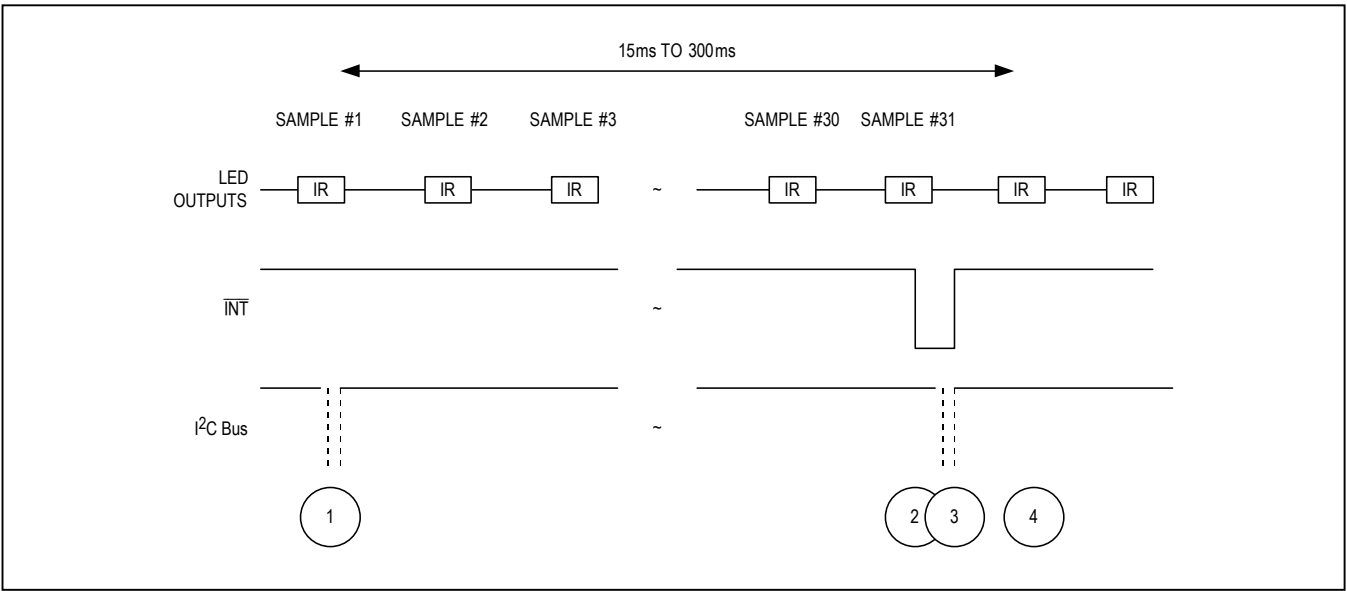 15ms TO 300ms
SAMPLE #1 SAMPLE #2 SAMPLE #3 SAMPLE #30 SAMPLE #31
LED
OUTPUTS
IR IR IR ~ IR IR IR IR
INT
~
I2C Bus
~
1 2 3 4